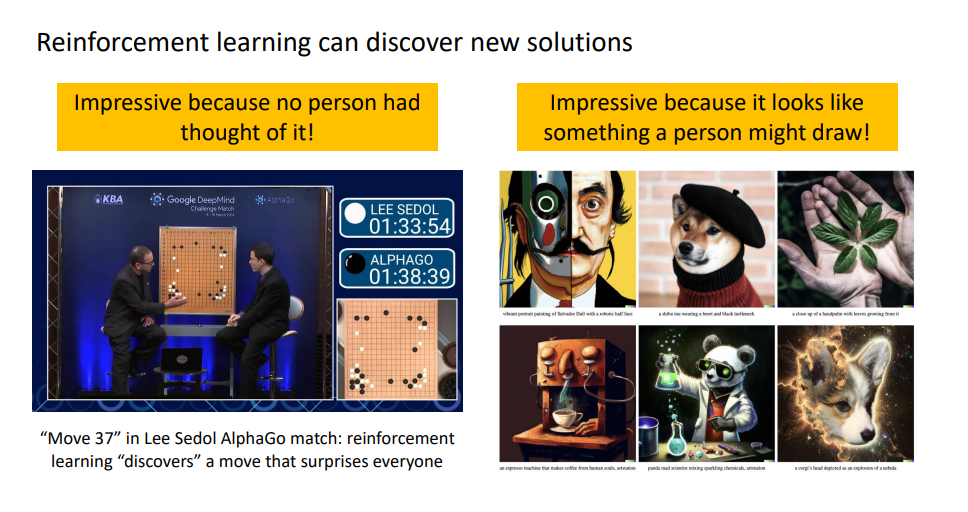 Reinforcement learning can discover new solutions
Impressive because no person had
thought of it!
Impressive because it looks like
something a person might draw!
KBA
Google DeepMind
Challenge Match
AlphaGo
LEE SEDOL
01:33:54
ALPHAGO
01:38:39
“Move 37” in Lee Sedol AlphaGo match: reinforcement
learning “discovers” a move that surprises everyone
vibrant portrait painting of Salvador Dalí with a robotic half face
a shiba inu wearing a beret and black turtleneck
a close up of a handpalm with leaves growing from it
an espresso machine that makes coffee from human souls, artstation
panda mad scientist mixing sparkling chemicals, artstation
a corgi's head depicted as an explosion of a nebula